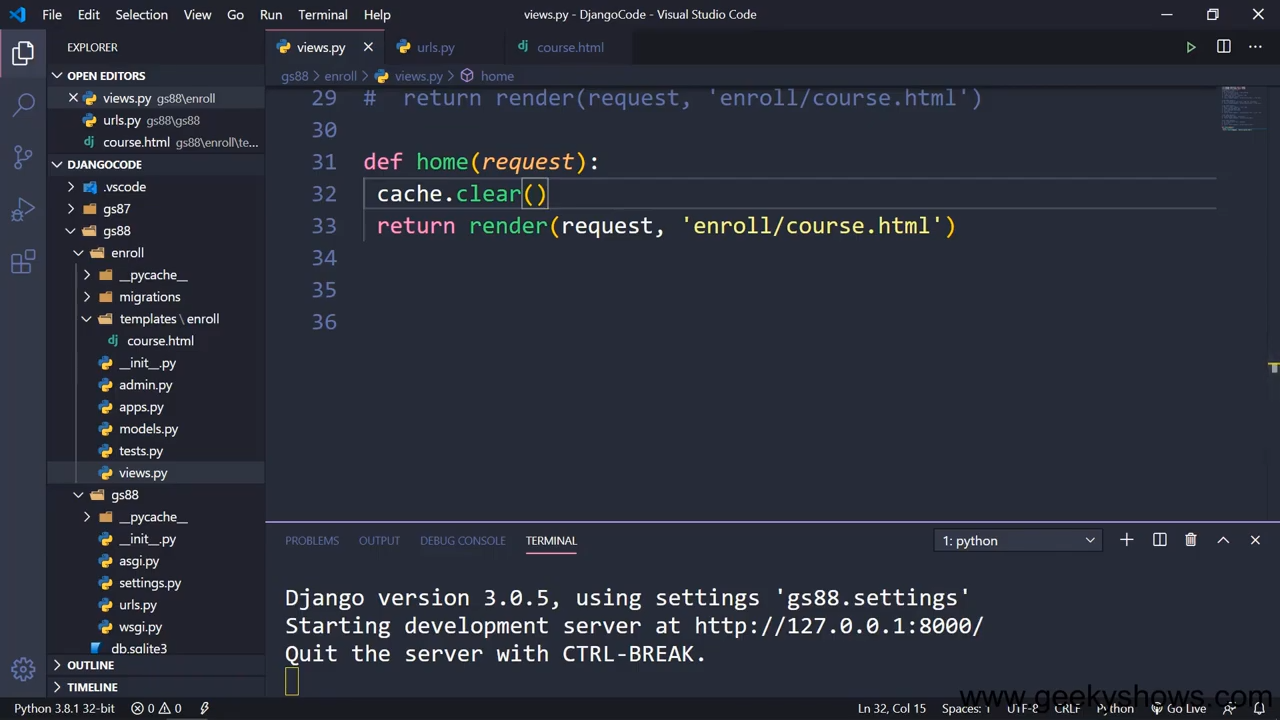 File Edit Selection View Go Run Terminal Help views.py - DjangoCode - Visual Studio Code
EXPLORER
OPEN EDITORS
views.py gs88\enroll
urls.py gs88\gs88
course.html gs88\enroll\te...
DJANGOCODE
.vscode
gs87
gs88
enroll
__pycache__
migrations
templates \ enroll
course.html
__init__.py
admin.py
apps.py
models.py
tests.py
views.py
gs88
__pycache__
__init__.py
asgi.py
settings.py
urls.py
wsgi.py
db.sqlite3
OUTLINE
TIMELINE
views.py urls.py course.html
gs88 > enroll > views.py > home
29 # return render(request, 'enroll/course.html')
30
31 def home(request):
32 cache.clear()
33 return render(request, 'enroll/course.html')
34
35
36
PROBLEMS OUTPUT DEBUG CONSOLE TERMINAL 1: python
Django version 3.0.5, using settings 'gs88.settings'
Starting development server at http://127.0.0.1:8000/
Quit the server with CTRL-BREAK.
www.geekyshows.com
Python 3.8.1 32-bit 0 0 Ln 32, Col 15 Spaces: 1 UTF-8 CRLF Python Go Live